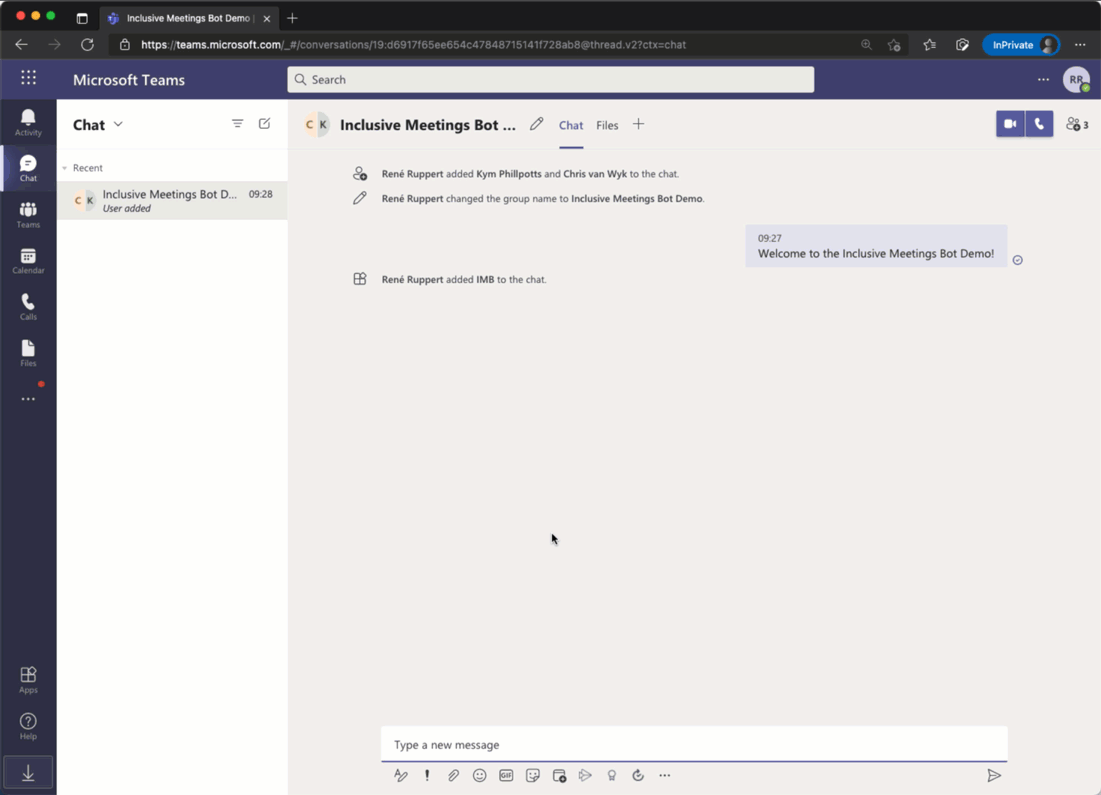 Inclusive Meetings Bot Demo |
https://teams.microsoft.com/_#/conversations/19:d6917f65ee654c47848715141f728ab8@thread.v2?ctx=chat
InPrivate
Microsoft Teams
Search
RR
Activity
Chat
Teams
Calendar
Calls
Files
Apps
Help
Chat
Recent
C K
Inclusive Meetings Bot D...
09:28
User added
C K
Inclusive Meetings Bot ...
Chat
Files
3
René Ruppert added Kym Phillpotts and Chris van Wyk to the chat.
René Ruppert changed the group name to Inclusive Meetings Bot Demo.
09:27
Welcome to the Inclusive Meetings Bot Demo!
René Ruppert added IMB to the chat.
Type a new message
GIF